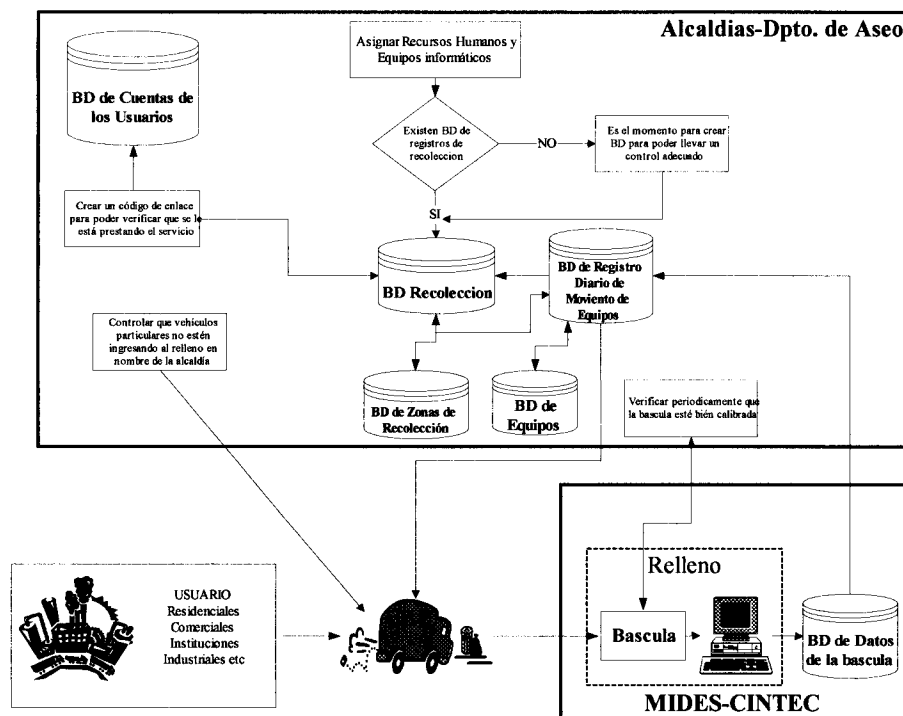 Alcaldias-Dpto. de Aseo
Asignar Recursos Humanos y
Equipos informáticos
BD de Cuentas de
los Usuarios
Existen BD de
registros de
recoleccion
NO
Es el momento para crear
BD para poder llevar un
control adecuado
SI
Crear un código de enlace
para poder verificar que se le
está prestando el servicio
BD Recoleccion
BD de Registro
Diario de
Moviento de
Equipos
Controlar que vehículos
particulares no estén
ingresando al relleno en
nombre de la alcaldía
BD de Zonas de
Recolección
BD de
Equipos
Verificar periodicamente que
la bascula esté bién calibrada
USUARIO
Residenciales
Comerciales
Instituciones
Industriales etc
Relleno
Bascula
BD de Datos
de la bascula
MIDES-CINTEC